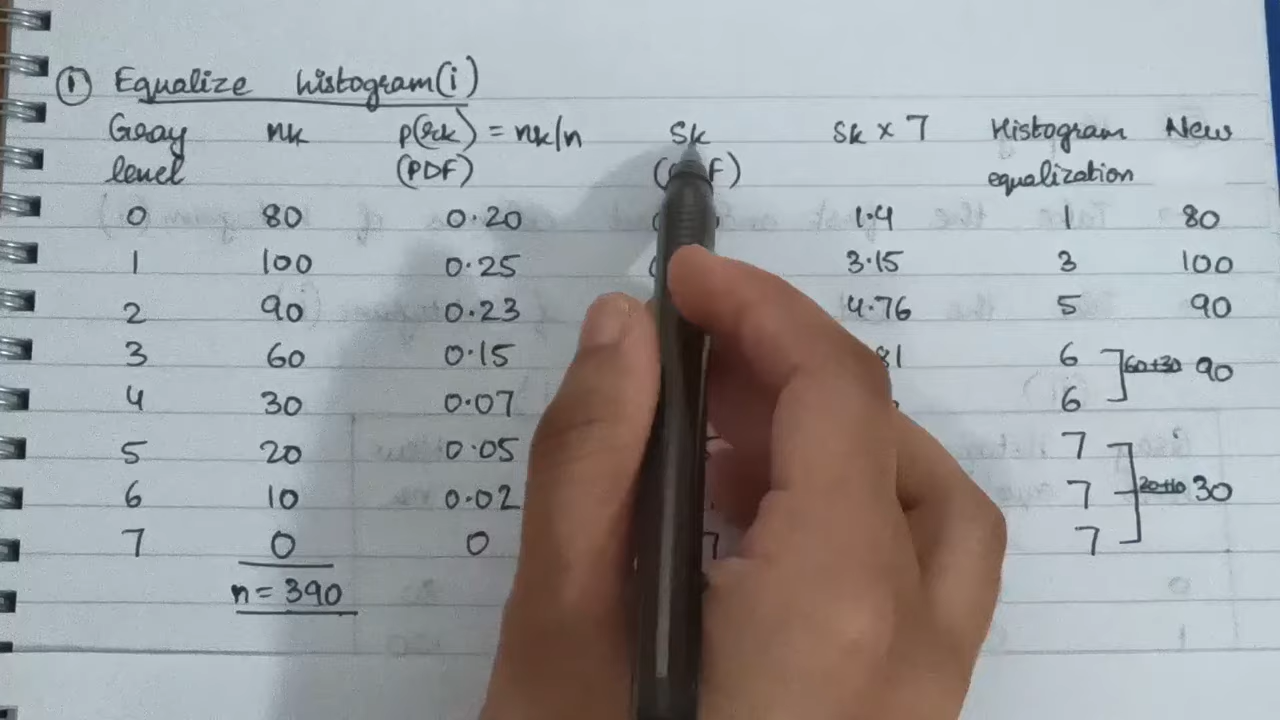 ① Equalize histogram(i)
Gray level nk p(rk) = nk/n (PDF) Sk Sk x 7 Histogram equalization New
0 80 0.20 1.4 1 80
1 100 0.25 3.15 3 100
2 90 0.23 4.76 5 90
3 60 0.15 81 6
60+30 90
4 30 0.07 6
5 20 0.05 7
6 10 0.02 7 20+10 30
7 0 0 7 7
n = 390